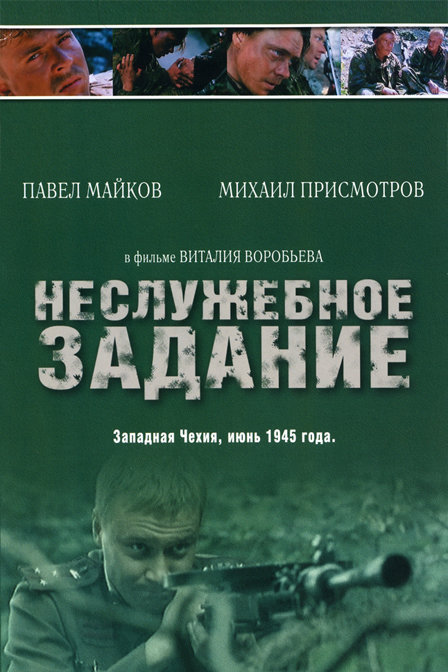 ПАВЕЛ МАЙКОВ МИХАИЛ ПРИСМОТРОВ
в фильме ВИТАЛИЯ ВОРОБЬЕВА
НЕСЛУЖЕБНОЕ
ЗАДАНИЕ
Западная Чехия, июнь 1945 года.